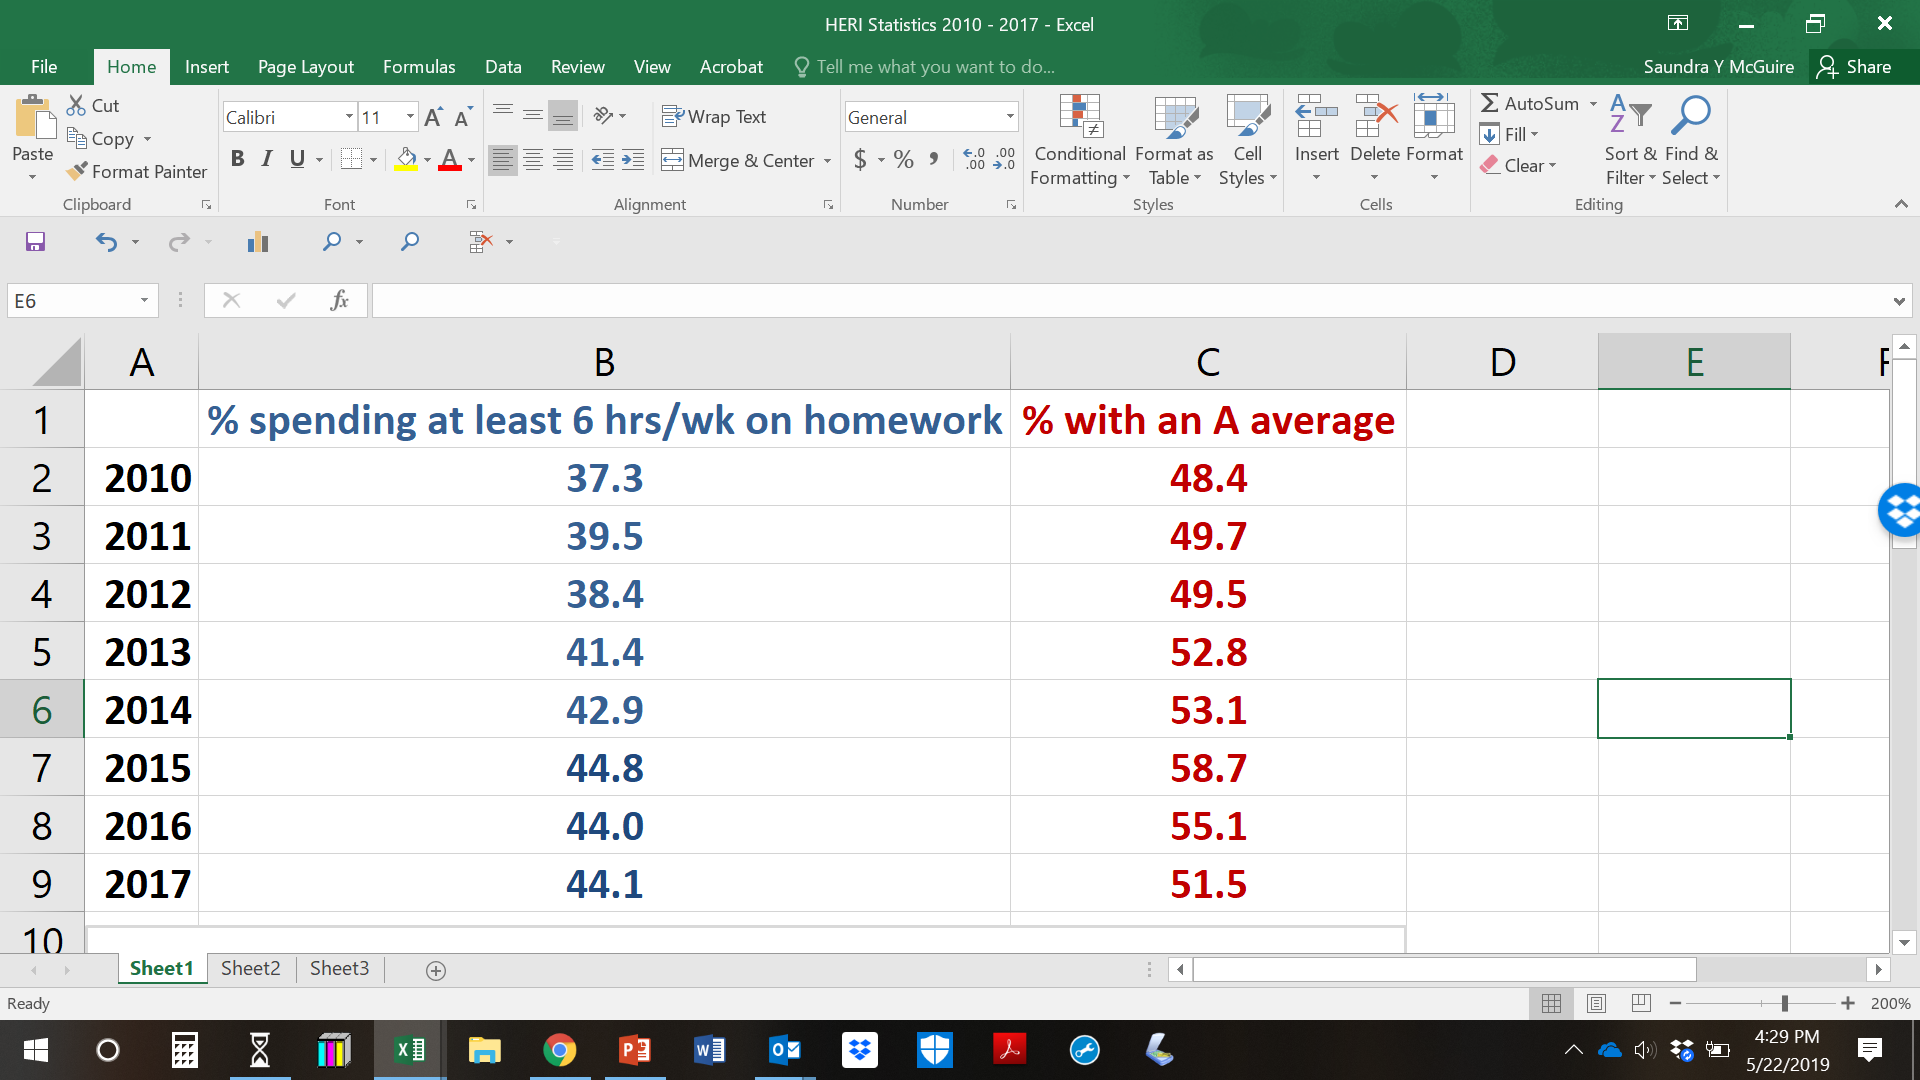 HERI Statistics 2010 - 2017 - Excel
File Home Insert Page Layout Formulas Data Review View Acrobat Tell me what you want to do... Saundra Y McGuire Share
Paste
Cut
Copy
Format Painter
Clipboard
Calibri 11
B I U
Font
Wrap Text
Merge & Center
Alignment
General
$ % , .0 .00 .00 .0
Number
Conditional Formatting
Format as Table
Cell Styles
Styles
Insert
Delete
Format
Cells
AutoSum
Fill
Clear
Sort & Filter
Find & Select
Editing
E6 fx
A B C D E F
1 % spending at least 6 hrs/wk on homework % with an A average
2 2010 37.3 48.4
3 2011 39.5 49.7
4 2012 38.4 49.5
5 2013 41.4 52.8
6 2014 42.9 53.1
7 2015 44.8 58.7
8 2016 44.0 55.1
9 2017 44.1 51.5
10
Sheet1 Sheet2 Sheet3
Ready 200%
4:29 PM
5/22/2019